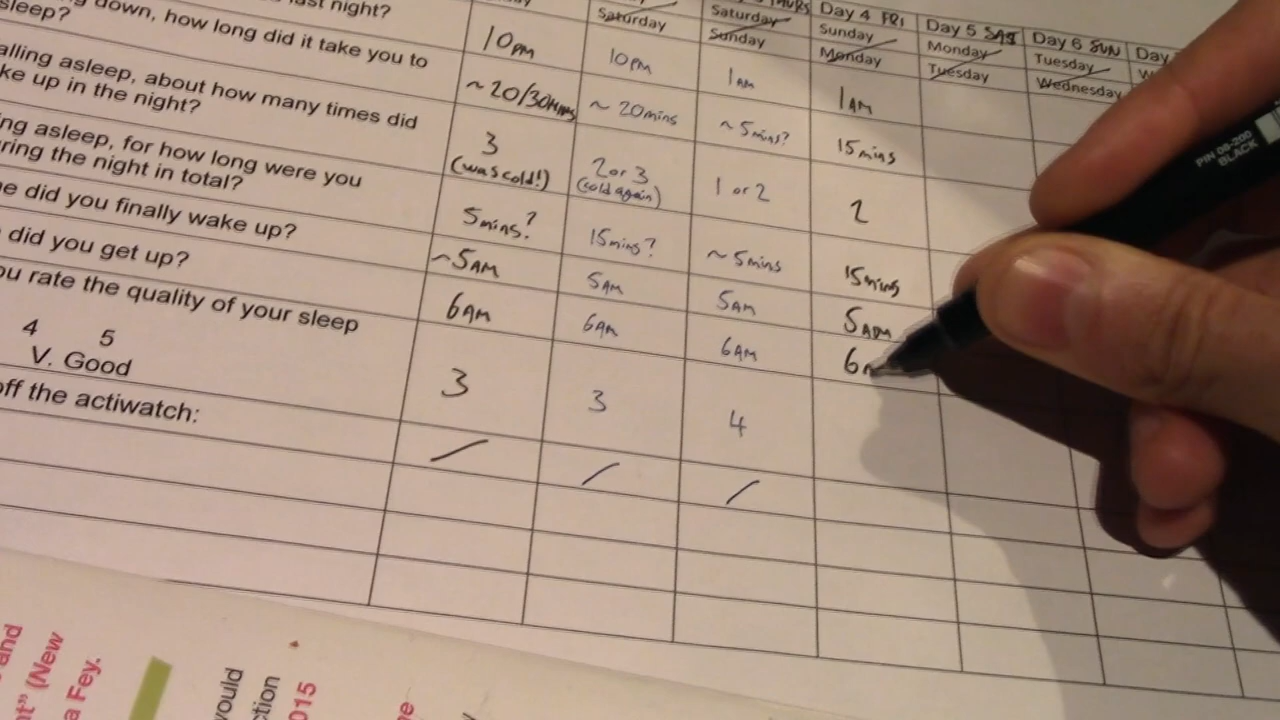 last night?
down, how long did it take you to
sleep?
alling asleep, about how many times did
ke up in the night?
ng asleep, for how long were you
ring the night in total?
e did you finally wake up?
did you get up?
ou rate the quality of your sleep
4 5
V. Good
off the actiwatch:
Saturday
Saturday
Sunday
Day 4 FRI
Sunday
Monday
Day 5 SAT
Monday
Tuesday
Day 6 SUN
Tuesday
Wednesday
Day
10PM 10PM 1AM 1AM
~20/30mins ~20mins ~5mins? 15mins
3 2 or 3 1 or 2 2
(was cold!) (cold again)
5mins? 15mins? ~5mins 15mins
~5AM 5AM 5AM 5AM
6AM 6AM 6AM 6
3 3 4
/ / /
PIN 08-200
BLACK
and
nt" (New
a Fey.
would
ction
015